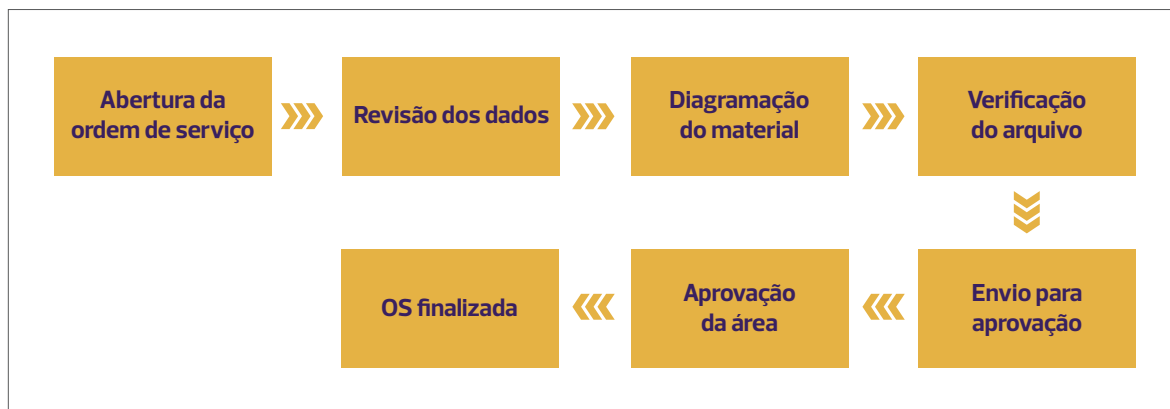 Abertura da
ordem de serviço
Revisão dos dados
Diagramação
do material
Verificação
do arquivo
Envio para
aprovação
Aprovação
da área
OS finalizada